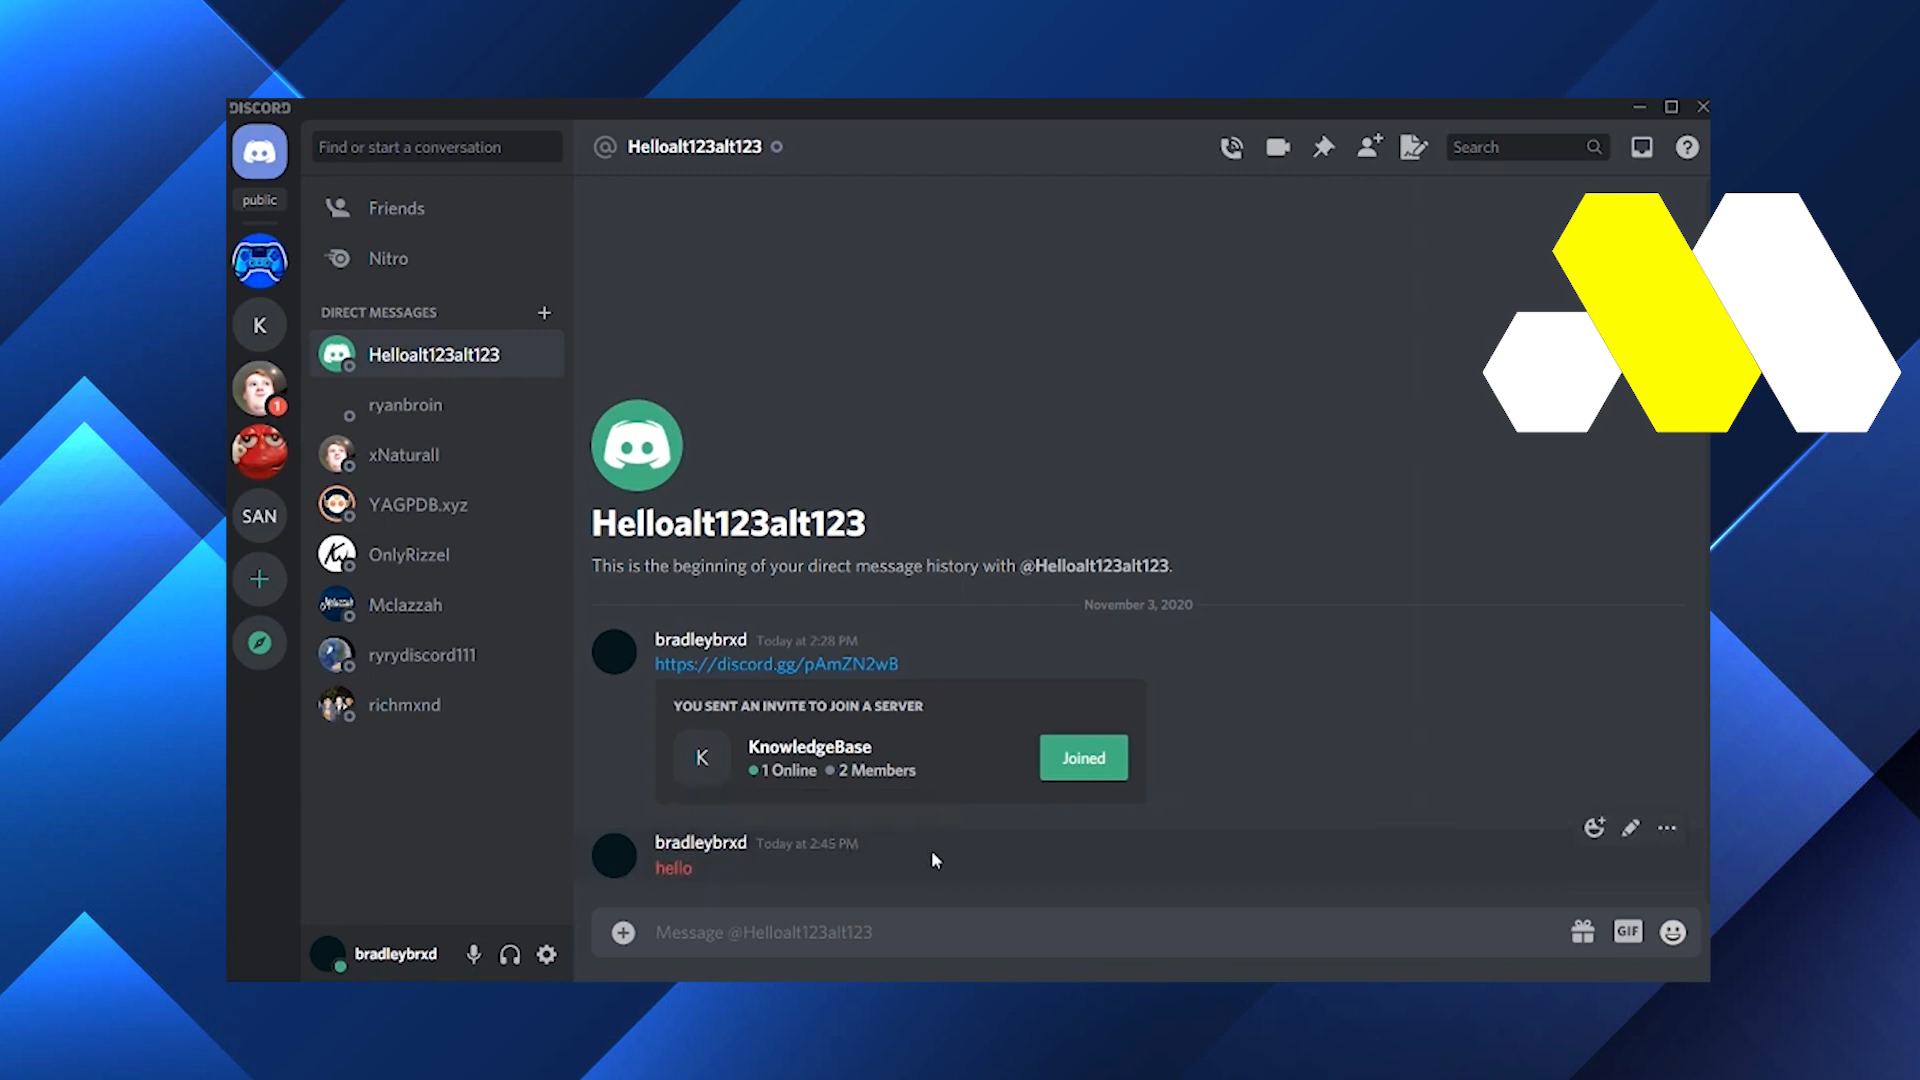 DISCORD
Find or start a conversation
@ Helloalt123alt123
Search
public
Friends
Nitro
DIRECT MESSAGES
Helloalt123alt123
ryanbroin
xNaturall
YAGPDB.xyz
OnlyRizzel
Mclazzah
ryrydiscord111
richmxnd
K
1
SAN
Helloalt123alt123
This is the beginning of your direct message history with @Helloalt123alt123.
November 3, 2020
bradleybrxd Today at 2:28 PM
https://discord.gg/pAmZN2wB
YOU SENT AN INVITE TO JOIN A SERVER
K
KnowledgeBase
1 Online 2 Members
Joined
bradleybrxd Today at 2:45 PM
hello
Message @Helloalt123alt123
GIF
bradleybrxd